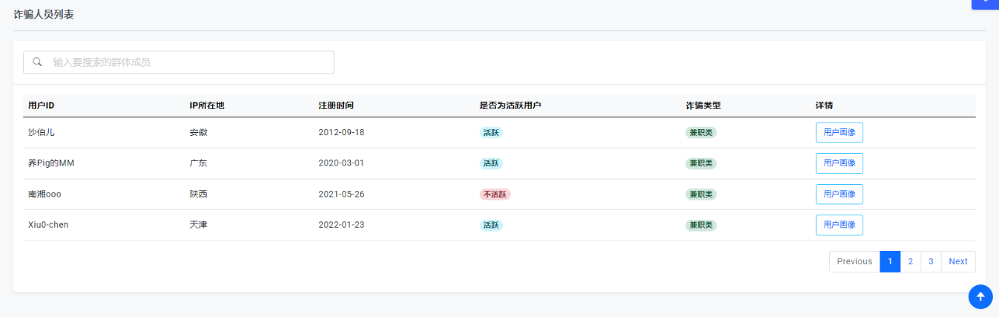 诈骗人员列表
输入要搜索的群体成员
用户ID IP所在地 注册时间 是否为活跃用户 诈骗类型 详情
沙伯儿 安徽 2012-09-18 活跃 兼职类 用户画像
养Pig的MM 广东 2020-03-01 活跃 兼职类 用户画像
南湘ooo 陕西 2021-05-26 不活跃 兼职类 用户画像
Xiu0-chen 天津 2022-01-23 活跃 兼职类 用户画像
Previous 1 2 3 Next